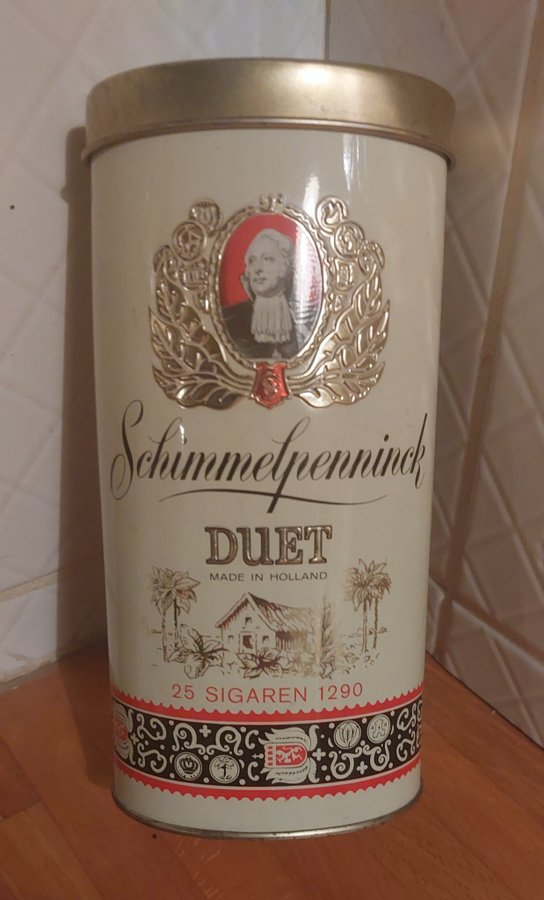 S
Schimmelpenninck
DUET
MADE IN HOLLAND
25 SIGAREN 1290